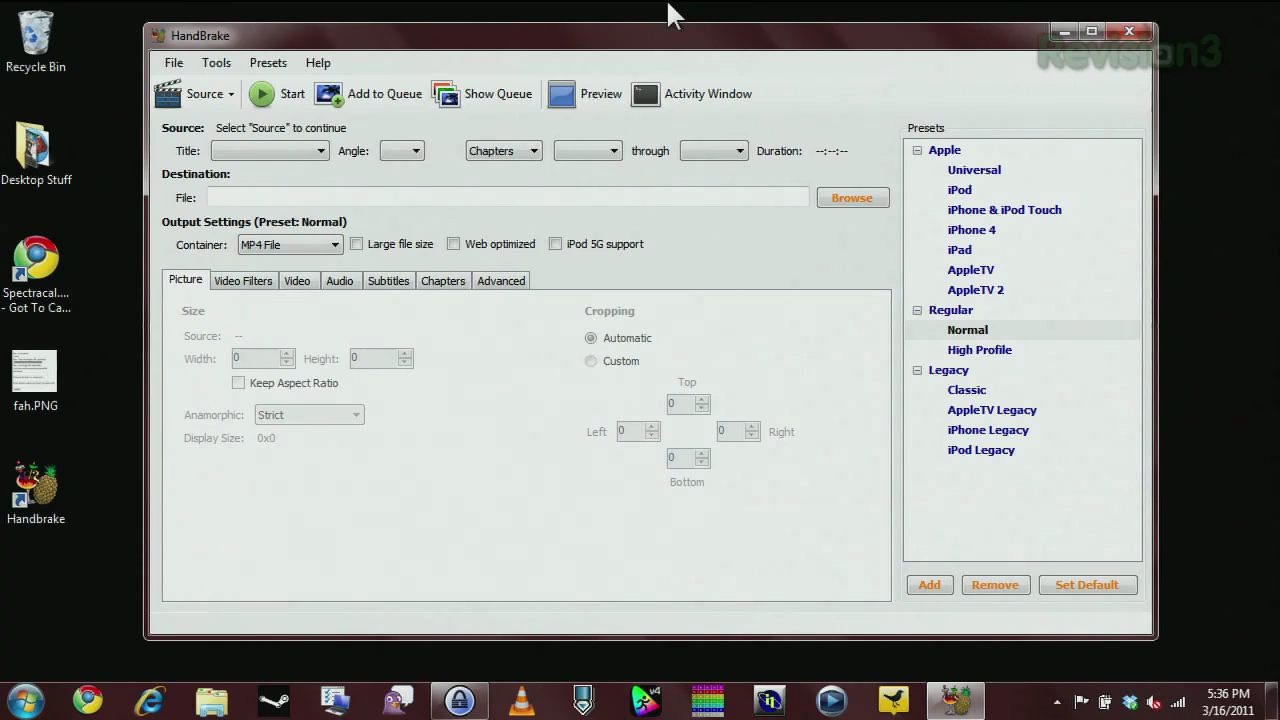 Recycle Bin
Desktop Stuff
Spectracal....
- Got To Ca...
fah.PNG
Handbrake
HandBrake
Revision3
File Tools Presets Help
Source Start Add to Queue Show Queue Preview Activity Window
Source: Select "Source" to continue
Title: Angle: Chapters through Duration: --:--:--
Destination:
File: Browse
Output Settings (Preset: Normal)
Container: MP4 File Large file size Web optimized iPod 5G support
Picture Video Filters Video Audio Subtitles Chapters Advanced
Size
Source: --
Width: 0 Height: 0
Keep Aspect Ratio
Anamorphic: Strict
Display Size: 0x0
Cropping
Automatic
Custom
Top
0
Left 0 0 Right
0
Bottom
Presets
Apple
Universal
iPod
iPhone & iPod Touch
iPhone 4
iPad
AppleTV
AppleTV 2
Regular
Normal
High Profile
Legacy
Classic
AppleTV Legacy
iPhone Legacy
iPod Legacy
Add Remove Set Default
v4
5:36 PM
3/16/2011